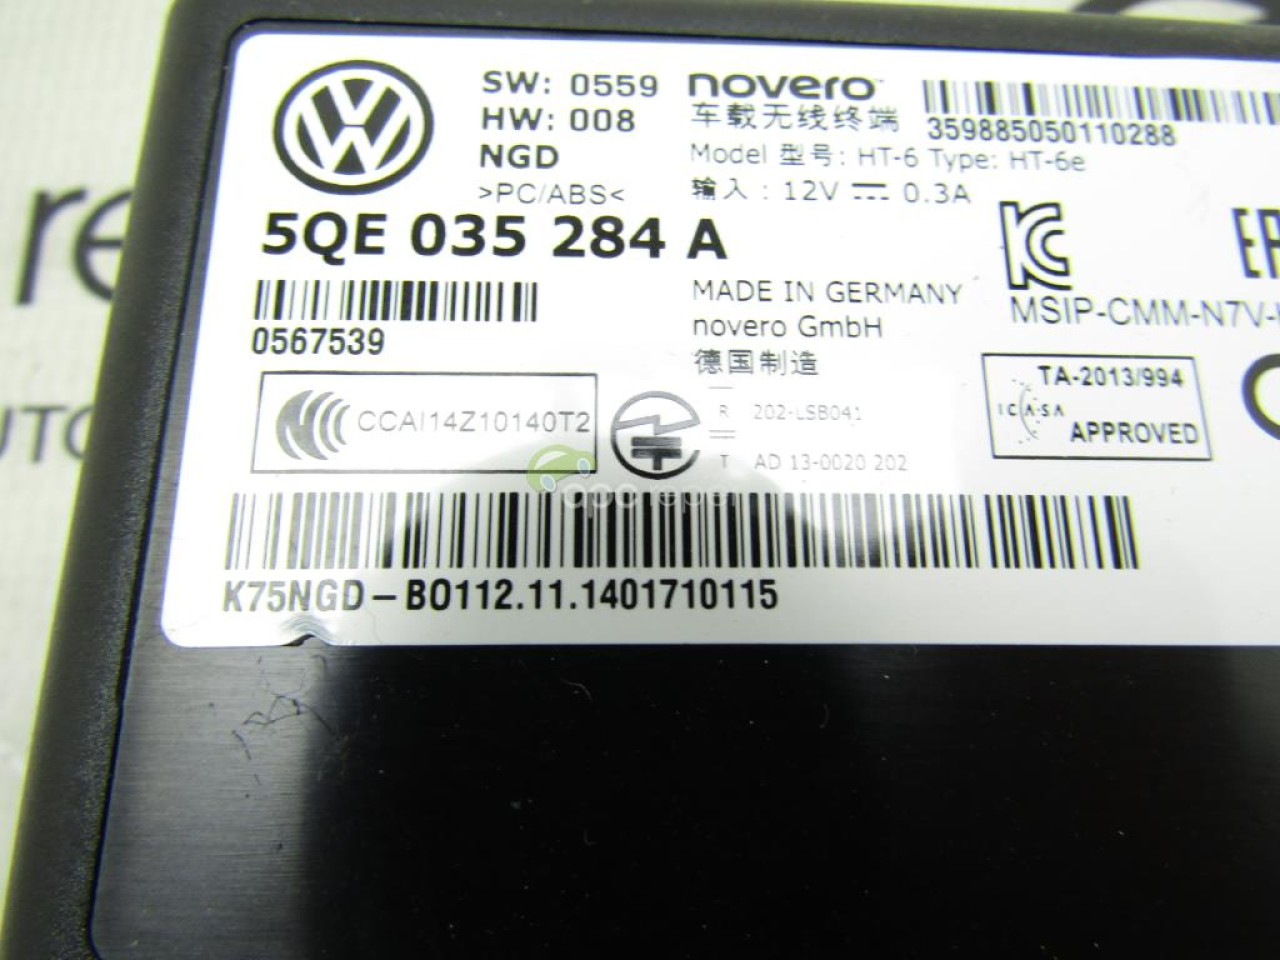 SW: 0559
HW: 008
NGD
>PC/ABS<
5QE 035 284 A
0567539
CCAI14Z10140T2
novero
车载无线终端
Model 型号: HT-6 Type: HT-6e
输入: 12V 0.3A
MADE IN GERMANY
novero GmbH
德国制造
R 202-LSB041
T AD 13-0020 202
359885050110288
MSIP-CMM-N7V-
TA-2013/994
ICASA
APPROVED
K75NGD-B0112.11.1401710115